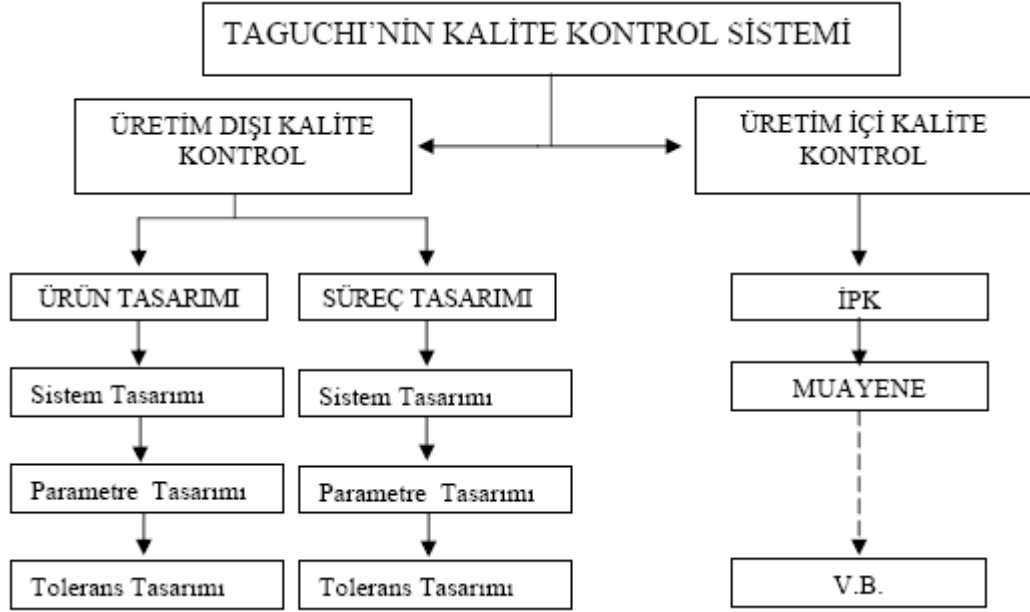 TAGUCHI’NİN KALİTE KONTROL SİSTEMİ
ÜRETİM DIŞI KALİTE
KONTROL
ÜRETİM İÇİ KALİTE
KONTROL
ÜRÜN TASARIMI
SÜREÇ TASARIMI
İPK
Sistem Tasarımı
Sistem Tasarımı
MUAYENE
Parametre Tasarımı
Parametre Tasarımı
Tolerans Tasarımı
Tolerans Tasarımı
V.B.